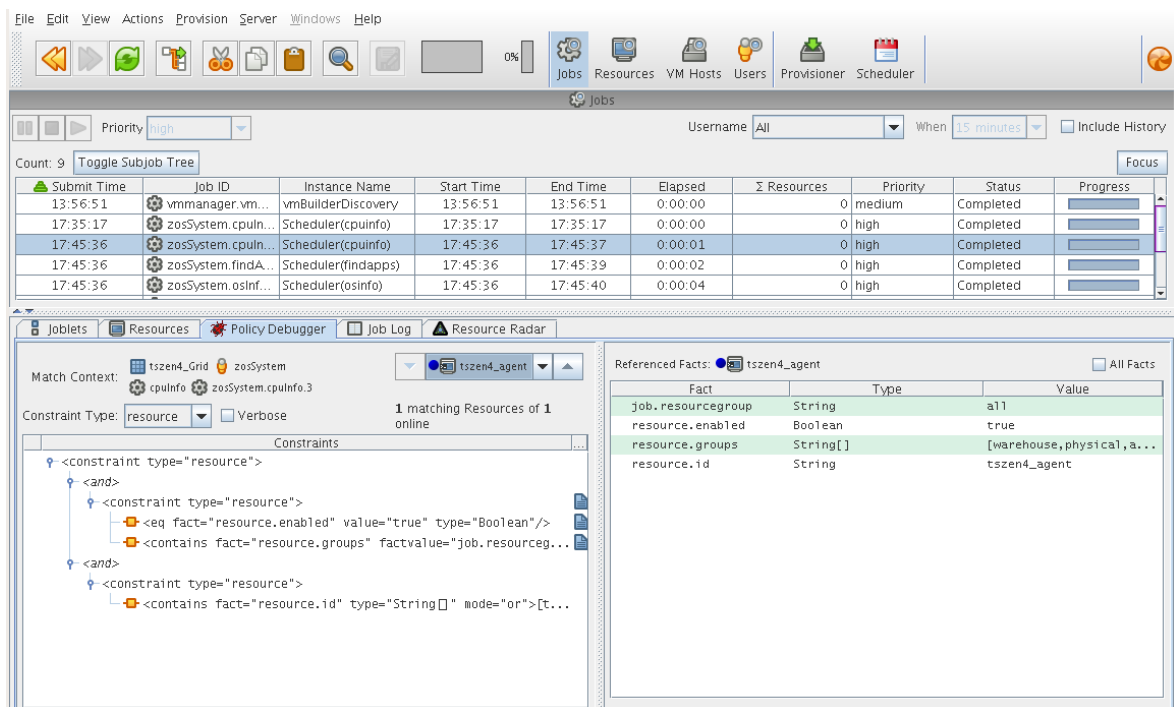 File Edit View Actions Provision Server Windows Help
0%
Jobs Resources VM Hosts Users Provisioner Scheduler
Jobs
Priority high Username All When 15 minutes Include History
Count: 9 Toggle Subjob Tree Focus
Submit Time Job ID Instance Name Start Time End Time Elapsed Σ Resources Priority Status Progress
13:56:51 vmmanager.vm... vmBuilderDiscovery 13:56:51 13:56:51 0:00:00 0 medium Completed
17:35:17 zosSystem.cpuIn... Scheduler(cpuinfo) 17:35:17 17:35:17 0:00:00 0 high Completed
17:45:36 zosSystem.cpuIn... Scheduler(cpuinfo) 17:45:36 17:45:37 0:00:01 0 high Completed
17:45:36 zosSystem.findA... Scheduler(findapps) 17:45:36 17:45:39 0:00:02 0 high Completed
17:45:36 zosSystem.osInf... Scheduler(osinfo) 17:45:36 17:45:40 0:00:04 0 high Completed
Joblets Resources Policy Debugger Job Log Resource Radar
Match Context: tszen4_Grid zosSystem
cpuInfo zosSystem.cpuInfo.3
tszen4_agent
Constraint Type: resource Verbose
1 matching Resources of 1
online
Constraints ...
<constraint type="resource">
<and>
<constraint type="resource">
<eq fact="resource.enabled" value="true" type="Boolean"/>
<contains fact="resource.groups" factvalue="job.resourceg...
<and>
<constraint type="resource">
<contains fact="resource.id" type="String[]" mode="or">[t...
Referenced Facts: tszen4_agent All Facts
Fact Type Value
job.resourcegroup String all
resource.enabled Boolean true
resource.groups String[] [warehouse,physical,a...
resource.id String tszen4_agent